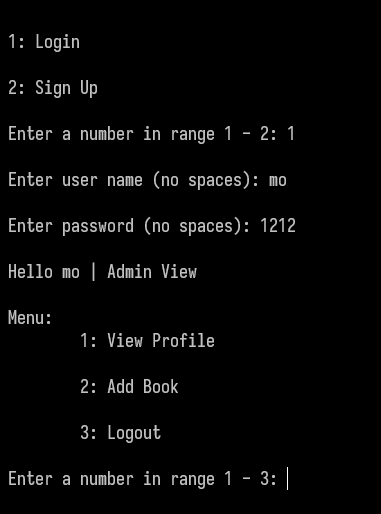 1: Login
2: Sign Up
Enter a number in range 1 - 2: 1
Enter user name (no spaces): mo
Enter password (no spaces): 1212
Hello mo | Admin View
Menu:
1: View Profile
2: Add Book
3: Logout
Enter a number in range 1 - 3: